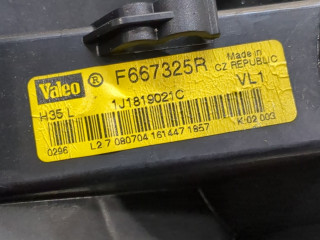 Valeo ® F667325R Made in
CZ REPUBLIC
H35 L 1J1819021C VL1
0296 L2 7 080704 161447 1857 K 02 003